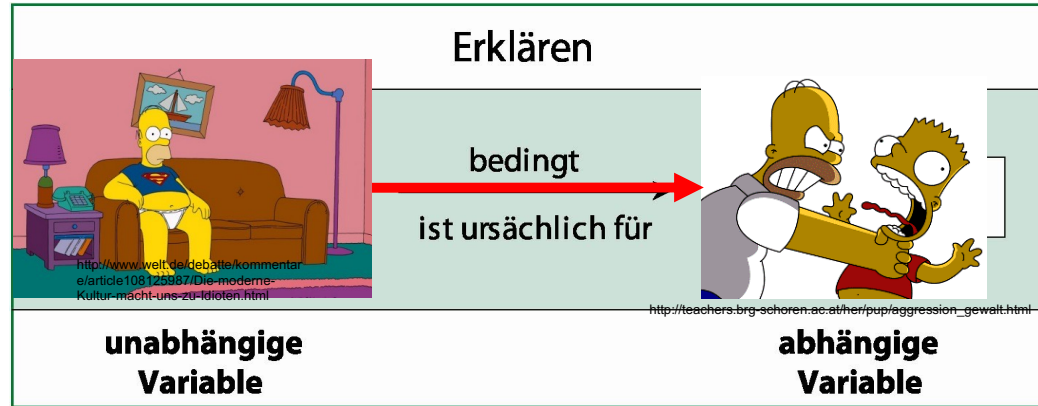 Erklären
bedingt
ist ursächlich für
http://www.welt.de/debatte/kommentar
e/article108125987/Die-moderne-
Kultur-macht-uns-zu-Idioten.html
http://teachers.brg-schoren.ac.at/her/pup/aggression_gewalt.html
unabhängige
Variable
abhängige
Variable